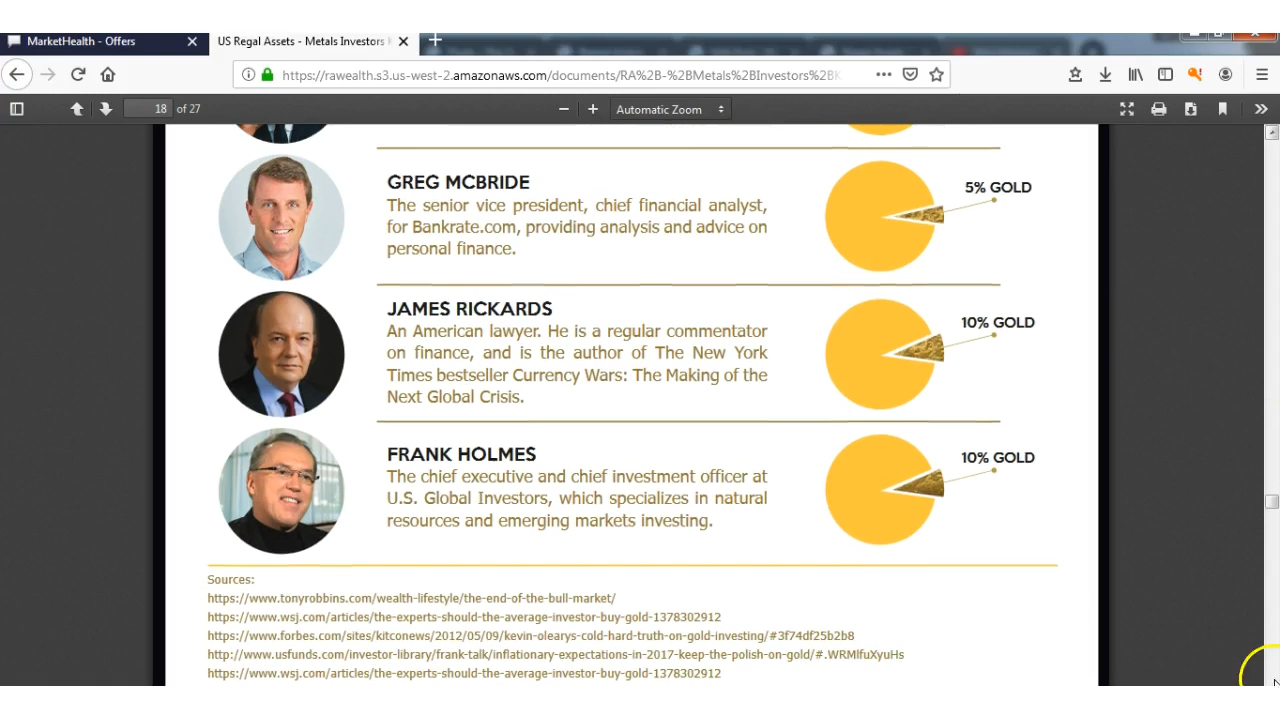 MarketHealth - Offers
US Regal Assets - Metals Investors
https://rawealth.s3.us-west-2.amazonaws.com/documents/RA%2B-%2BMetals%2BInvestors%2BK
18 of 27
Automatic Zoom
GREG MCBRIDE
The senior vice president, chief financial analyst,
for Bankrate.com, providing analysis and advice on
personal finance.
5% GOLD
JAMES RICKARDS
An American lawyer. He is a regular commentator
on finance, and is the author of The New York
Times bestseller Currency Wars: The Making of the
Next Global Crisis.
10% GOLD
FRANK HOLMES
The chief executive and chief investment officer at
U.S. Global Investors, which specializes in natural
resources and emerging markets investing.
10% GOLD
Sources:
https://www.tonyrobbins.com/wealth-lifestyle/the-end-of-the-bull-market/
https://www.wsj.com/articles/the-experts-should-the-average-investor-buy-gold-1378302912
https://www.forbes.com/sites/kitconews/2012/05/09/kevin-olearys-cold-hard-truth-on-gold-investing/#3f74df25b2b8
http://www.usfunds.com/investor-library/frank-talk/inflationary-expectations-in-2017-keep-the-polish-on-gold/#.WRMlfuXyuHs
https://www.wsj.com/articles/the-experts-should-the-average-investor-buy-gold-1378302912